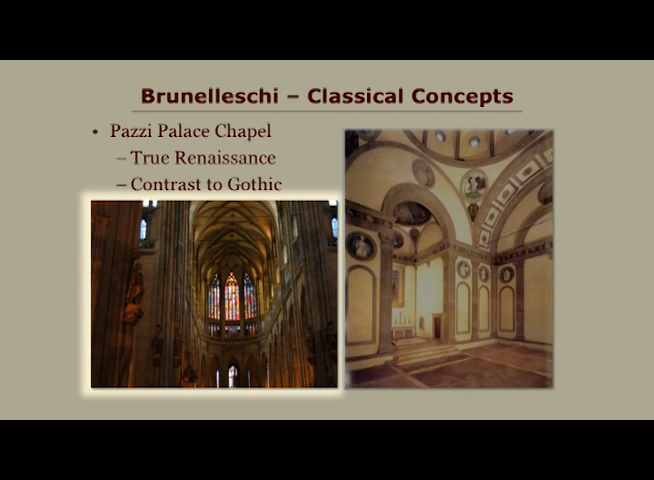 Brunelleschi – Classical Concepts
• Pazzi Palace Chapel
– True Renaissance
– Contrast to Gothic